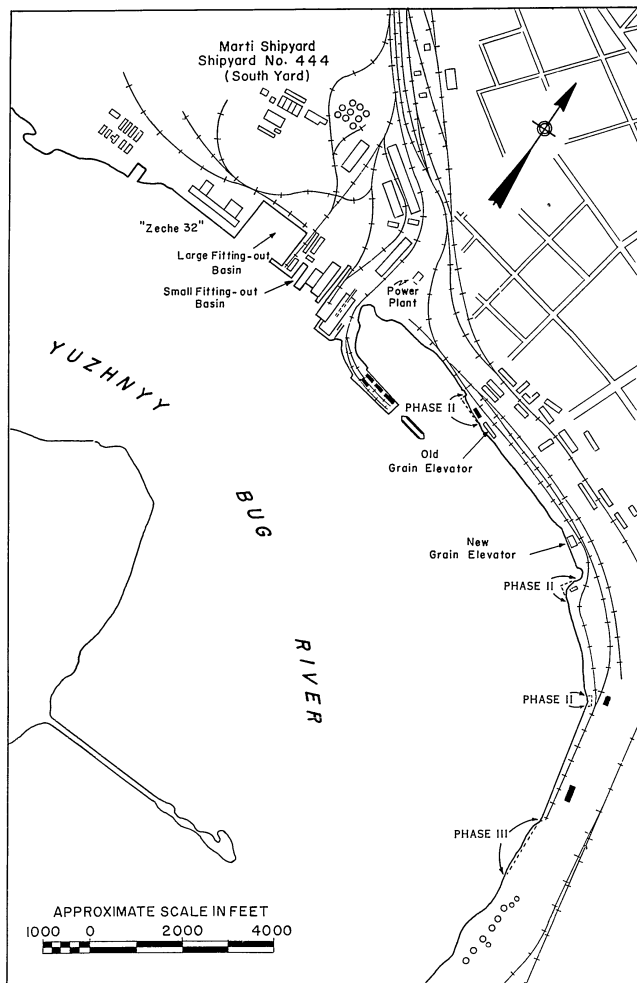 Marti Shipyard
Shipyard No. 444
(South Yard)
"Zeche 32"
Large Fitting-out
Basin
Small Fitting-out
Basin
Power
Plant
YUZHNYY
BUG
RIVER
PHASE II
Old
Grain Elevator
New
Grain Elevator
PHASE II
PHASE II
PHASE III
APPROXIMATE SCALE IN FEET
1000 0 2000 4000